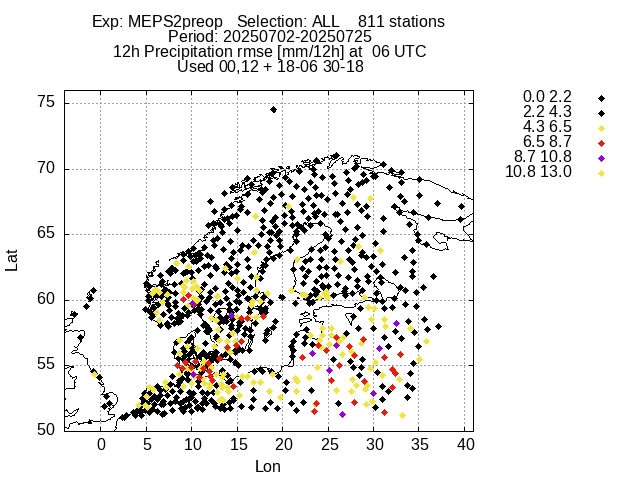 Exp: MEPS2preop   Selection: ALL    811 stations
Period: 20250702-20250725
12h Precipitation rmse [mm/12h] at  06 UTC
Used 00,12 + 18-06 30-18
75
70
65
60
55
50
Lat
0 5 10 15 20 25 30 35 40
Lon
0.0 2.2
2.2 4.3
4.3 6.5
6.5 8.7
8.7 10.8
10.8 13.0